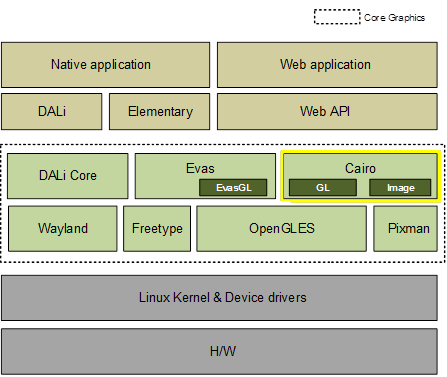 Core Graphics
Native application
Web application
DALi
Elementary
Web API
DALi Core
Evas
EvasGL
Cairo
GL
Image
Wayland
Freetype
OpenGLES
Pixman
Linux Kernel & Device drivers
H/W